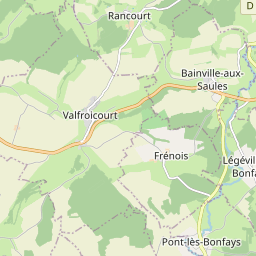 D
Rancourt
Bainville-aux-
Saules
Valfroicourt
Frénois
Légévil
Bonfa
Pont-lès-Bonfays